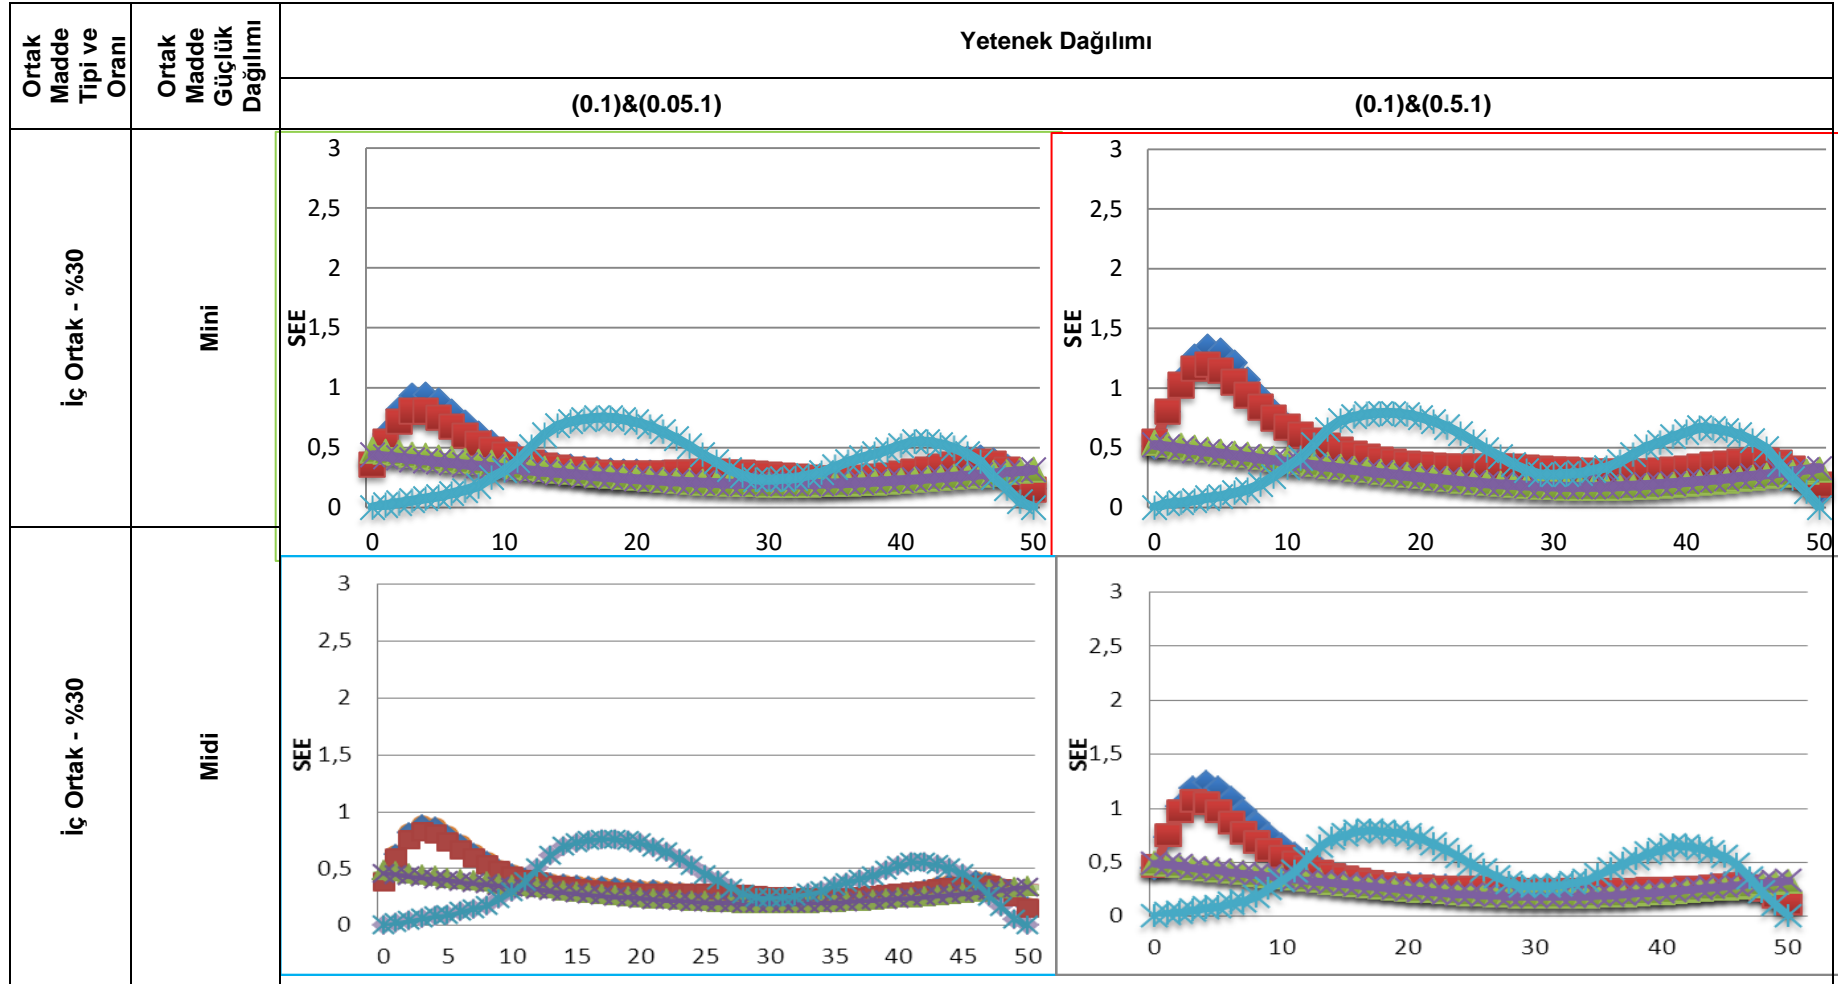 Ortak
Madde
Tipi ve
Oranı
Ortak
Madde
Güçlük
Dağılımı
Yetenek Dağılımı
(0.1)&(0.05.1)
(0.1)&(0.5.1)
İç Ortak - %30
Mini
SEE
3
2,5
2
1,5
1
0,5
0
0 10 20 30 40 50
SEE
3
2,5
2
1,5
1
0,5
0
0 10 20 30 40 50
İç Ortak - %30
Midi
SEE
3
2,5
2
1,5
1
0,5
0
0 5 10 15 20 25 30 35 40 45 50
SEE
3
2,5
2
1,5
1
0,5
0
0 10 20 30 40 50